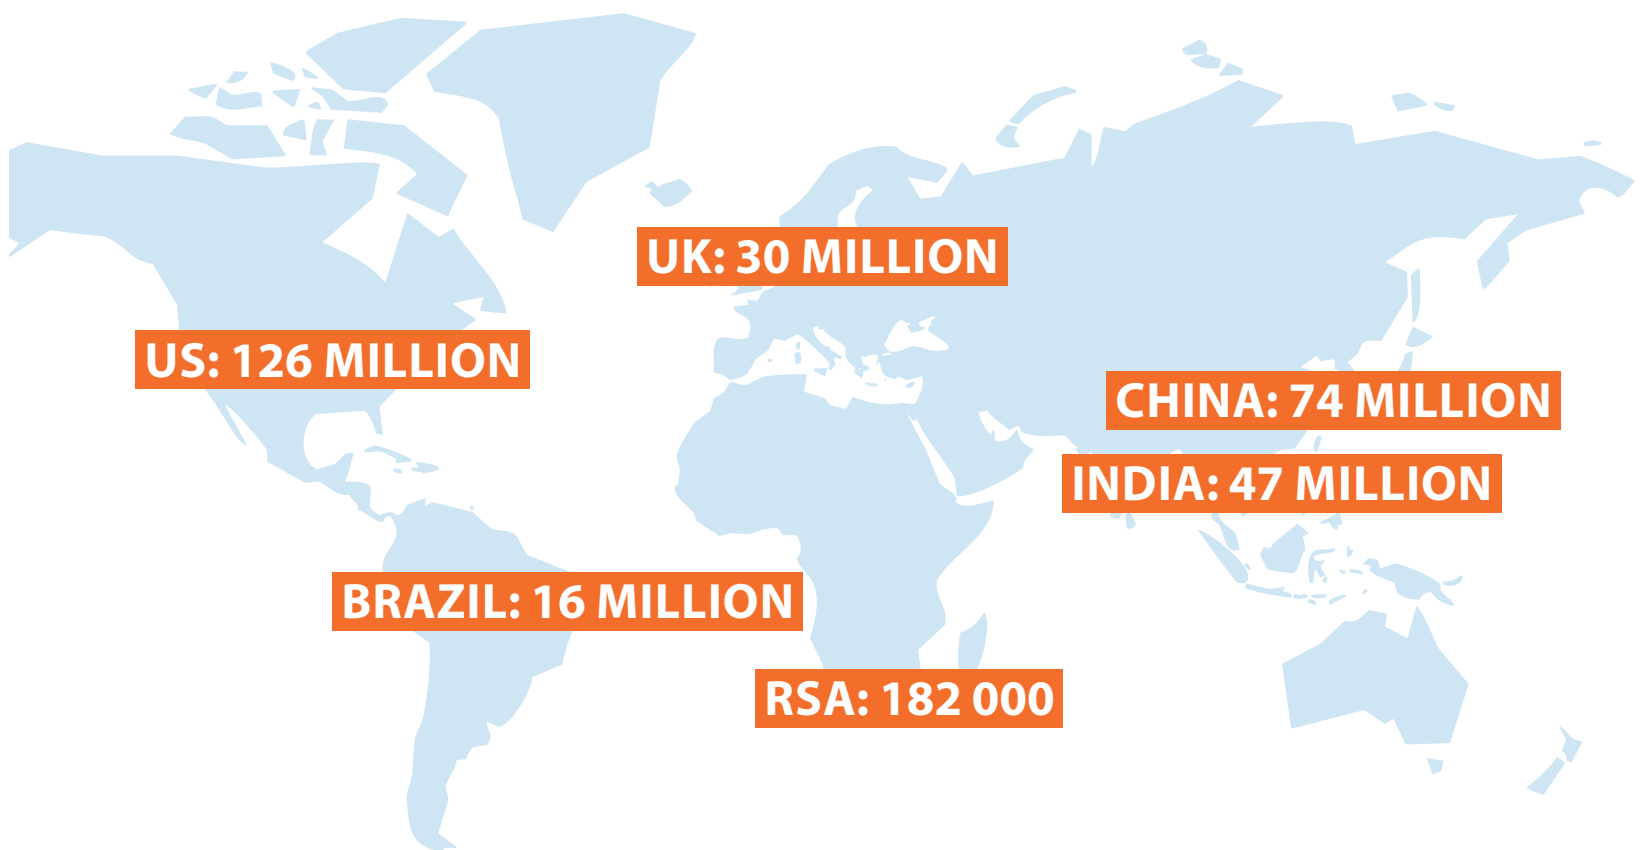 UK: 30 MILLION
US: 126 MILLION
CHINA: 74 MILLION
INDIA: 47 MILLION
BRAZIL: 16 MILLION
RSA: 182 000